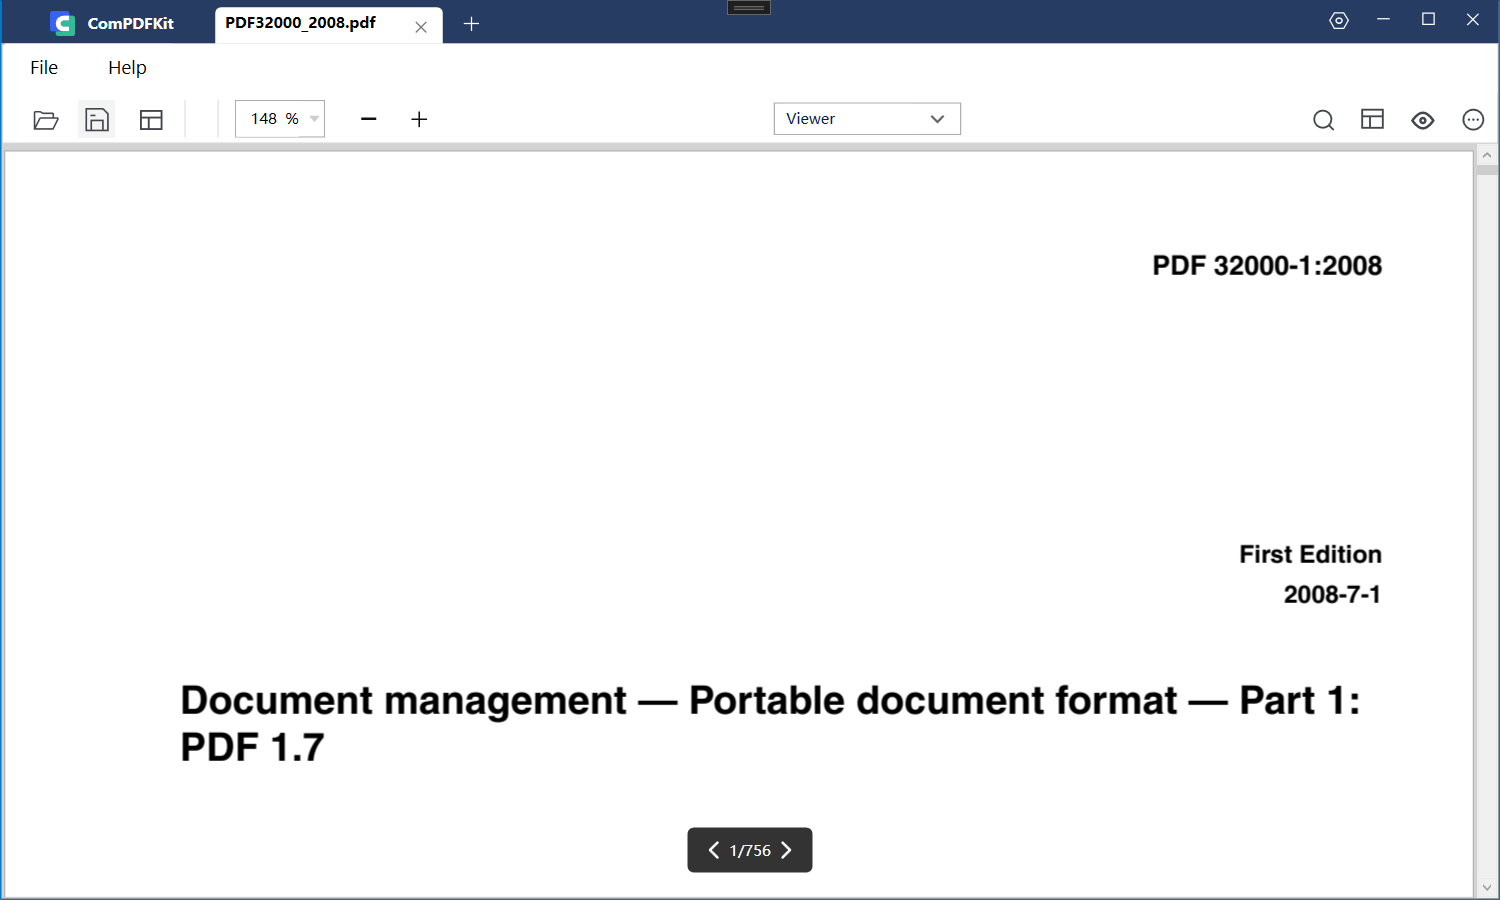 ComPDFKit
PDF32000_2008.pdf
File Help
148 %
Viewer
PDF 32000-1:2008
First Edition
2008-7-1
Document management — Portable document format — Part 1:
PDF 1.7
1/756